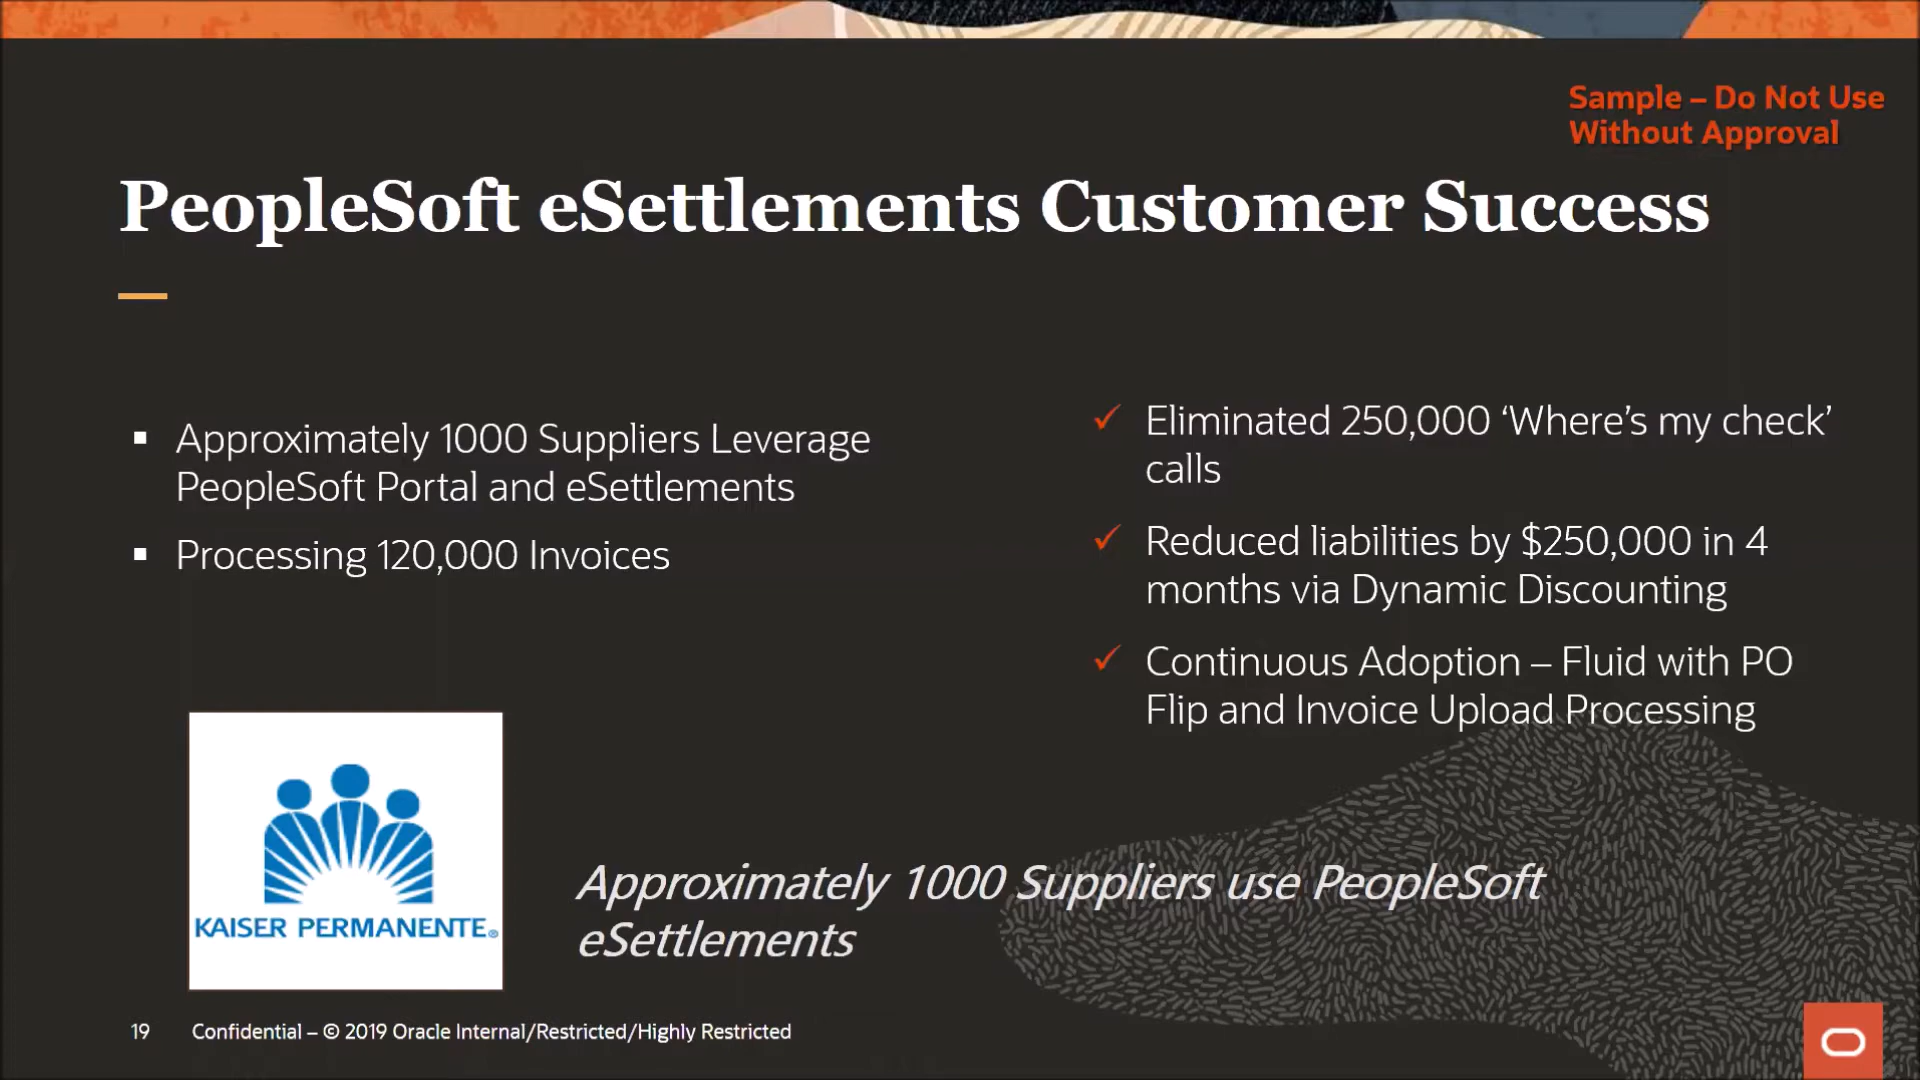 Sample – Do Not Use
Without Approval
PeopleSoft eSettlements Customer Success
▪ Approximately 1000 Suppliers Leverage
PeopleSoft Portal and eSettlements
▪ Processing 120,000 Invoices
✓ Eliminated 250,000 ‘Where’s my check’
calls
✓ Reduced liabilities by $250,000 in 4
months via Dynamic Discounting
✓ Continuous Adoption – Fluid with PO
Flip and Invoice Upload Processing
KAISER PERMANENTE®
Approximately 1000 Suppliers use PeopleSoft
eSettlements
19 Confidential – © 2019 Oracle Internal/Restricted/Highly Restricted